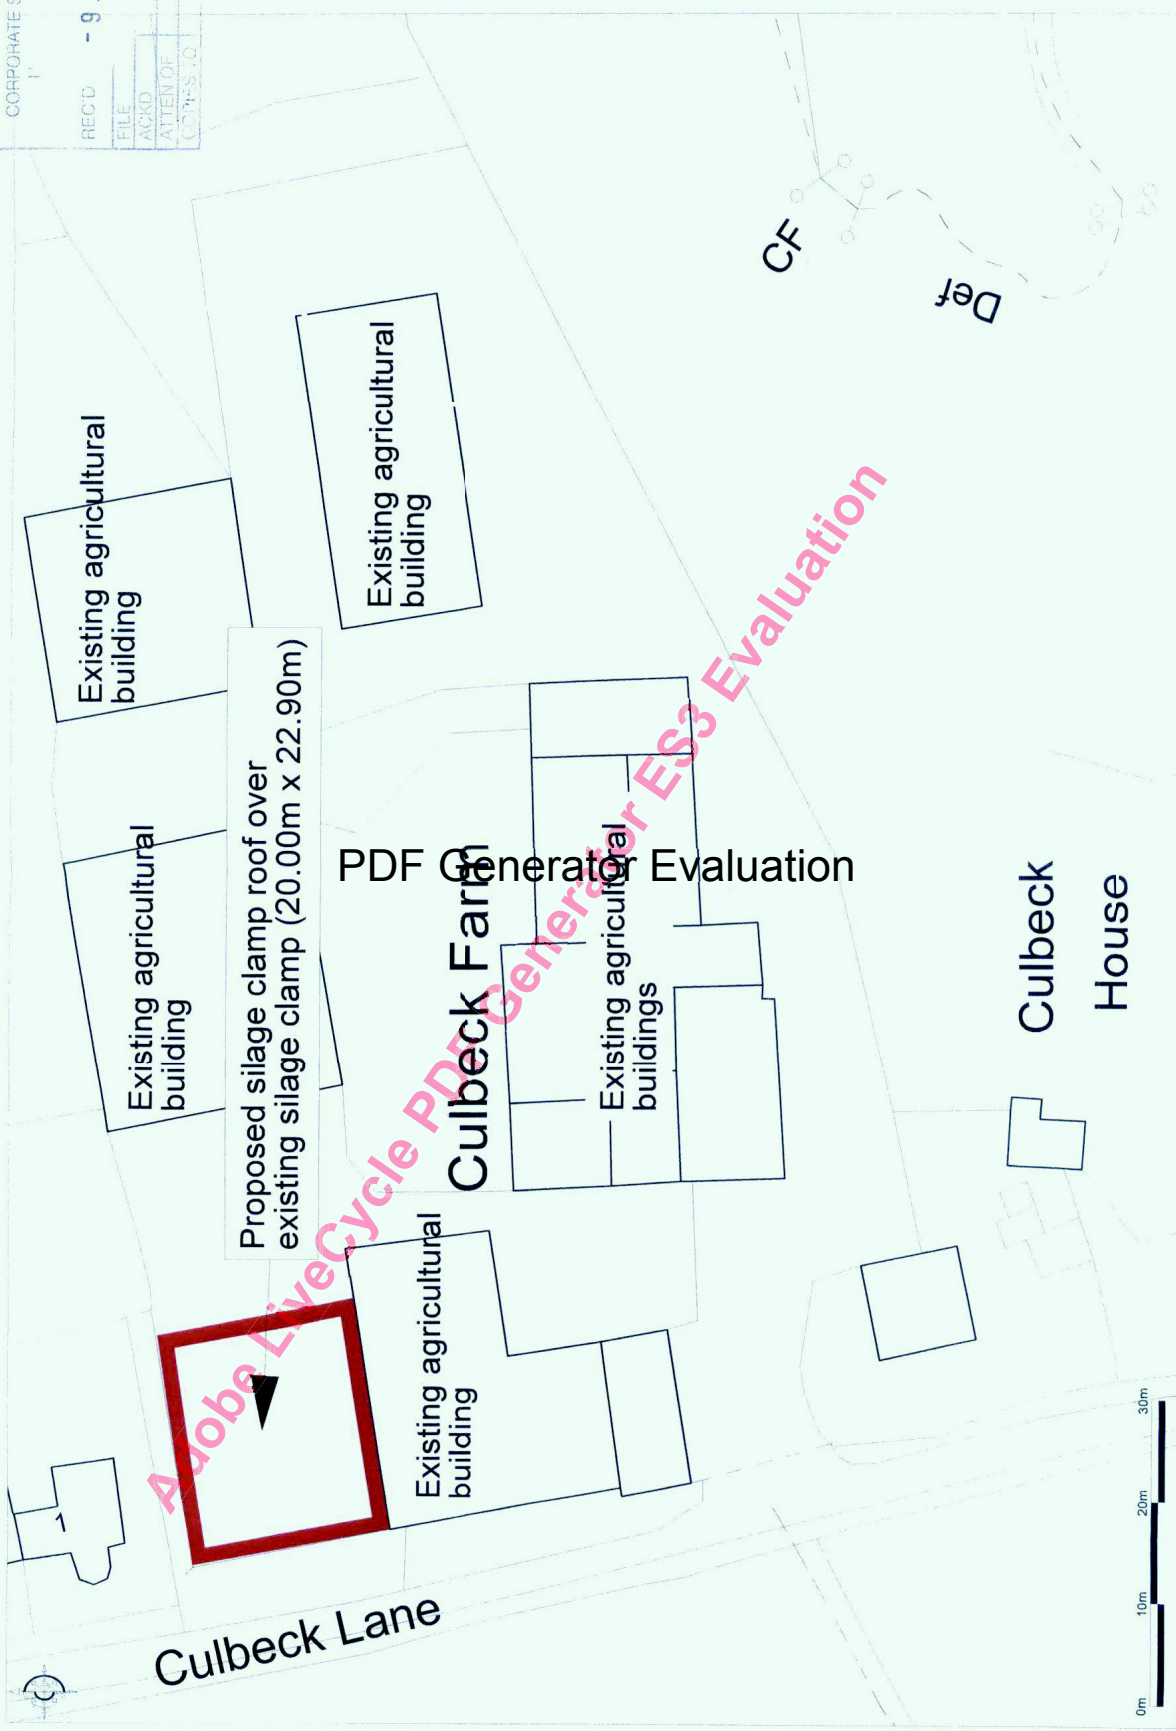 CORPORATE S
REC'D - 9
FILE
ACKD
ATTEN OF
COPIES TO
Existing agricultural
building
Existing agricultural
building
Existing agricultural
building
Proposed silage clamp roof over
existing silage clamp (20.00m x 22.90m)
Culbeck Farm
Existing agricultural
buildings
Existing agricultural
building
CF
Def
Culbeck
House
1
Culbeck Lane
0m 10m 20m 30m
PDF Generator Evaluation
Adobe LiveCycle PDF Generator ES3 Evaluation